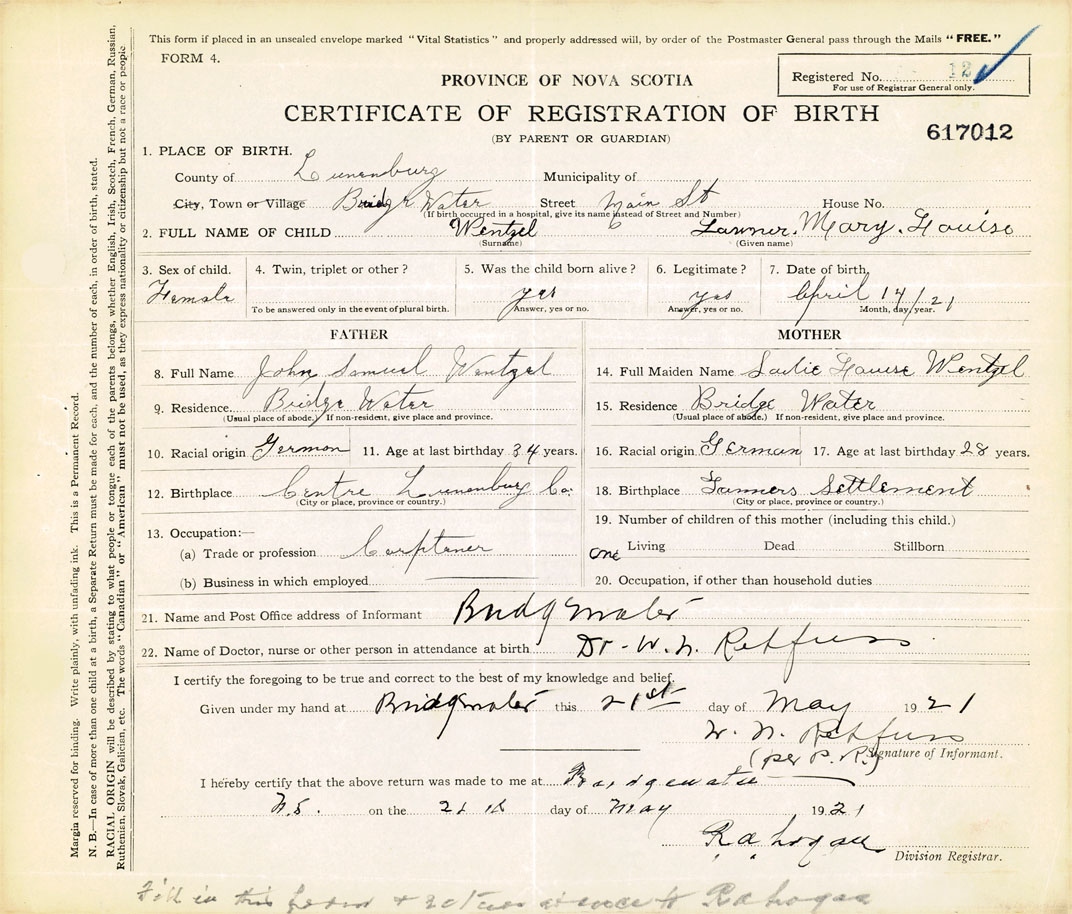 This form if placed in an unsealed envelope marked "Vital Statistics" and properly addressed will, by order of the Postmaster General pass through the Mails "FREE."
FORM 4.
Registered No. 12
For use of Registrar General only.
PROVINCE OF NOVA SCOTIA
CERTIFICATE OF REGISTRATION OF BIRTH
(BY PARENT OR GUARDIAN)
617012
1. PLACE OF BIRTH.
County of Lunenburg Municipality of
City, Town or Village Bridge Water Street Main St House No.
(If birth occurred in a hospital, give its name instead of Street and Number)
2. FULL NAME OF CHILD Wentzel Mary. Louise
(Surname) (Given name)
3. Sex of child. 4. Twin, triplet or other? 5. Was the child born alive? 6. Legitimate? 7. Date of birth
Female yes yes April 14/21
To be answered only in the event of plural birth. Answer, yes or no. Answer, yes or no. Month, day, year.
FATHER
8. Full Name John Samuel Wentzel
9. Residence. Bridge Water
(Usual place of abode.) If non-resident, give place and province.
10. Racial origin German 11. Age at last birthday 34 years.
12. Birthplace Centre Lunenburg Co.
(City or place, province or country.)
13. Occupation:—
(a) Trade or profession Carptener
(b) Business in which employed
MOTHER
14. Full Maiden Name Sadie Louise Wentzel
15. Residence Bridge Water
(Usual place of abode.) If non-resident, give place and province.
16. Racial origin German 17. Age at last birthday 28 years.
18. Birthplace Fanners Settlement
(City or place, province or country.)
19. Number of children of this mother (including this child.)
one Living Dead Stillborn
20. Occupation, if other than household duties
21. Name and Post Office address of Informant Bridgewater
22. Name of Doctor, nurse or other person in attendance at birth Dr. W. N. Rehfuss
I certify the foregoing to be true and correct to the best of my knowledge and belief.
Given under my hand at Bridgewater this 21st day of May 1921
W. N. Rehfuss
(per P. R.) Signature of Informant.
I hereby certify that the above return was made to me at Bridgewater
N.S. on the day of May 1921
R a hogan
Division Registrar.
Fill in this form + return at once to R a hogan
Margin reserved for binding. Write plainly, with unfading ink. This is a Permanent Record.
N. B.—In case of more than one child at a birth, a Separate Return must be made for each, and the number of each, in order of birth, stated.
RACIAL ORIGIN will be described by stating to what people or tongue each of the parents belongs, whether English, Irish, Scotch, French, German, Russian,
Ruthenian, Slovak, Galician, etc. The words "Canadian" or "American" must not be used, as they express nationality or citizenship but not a race or people